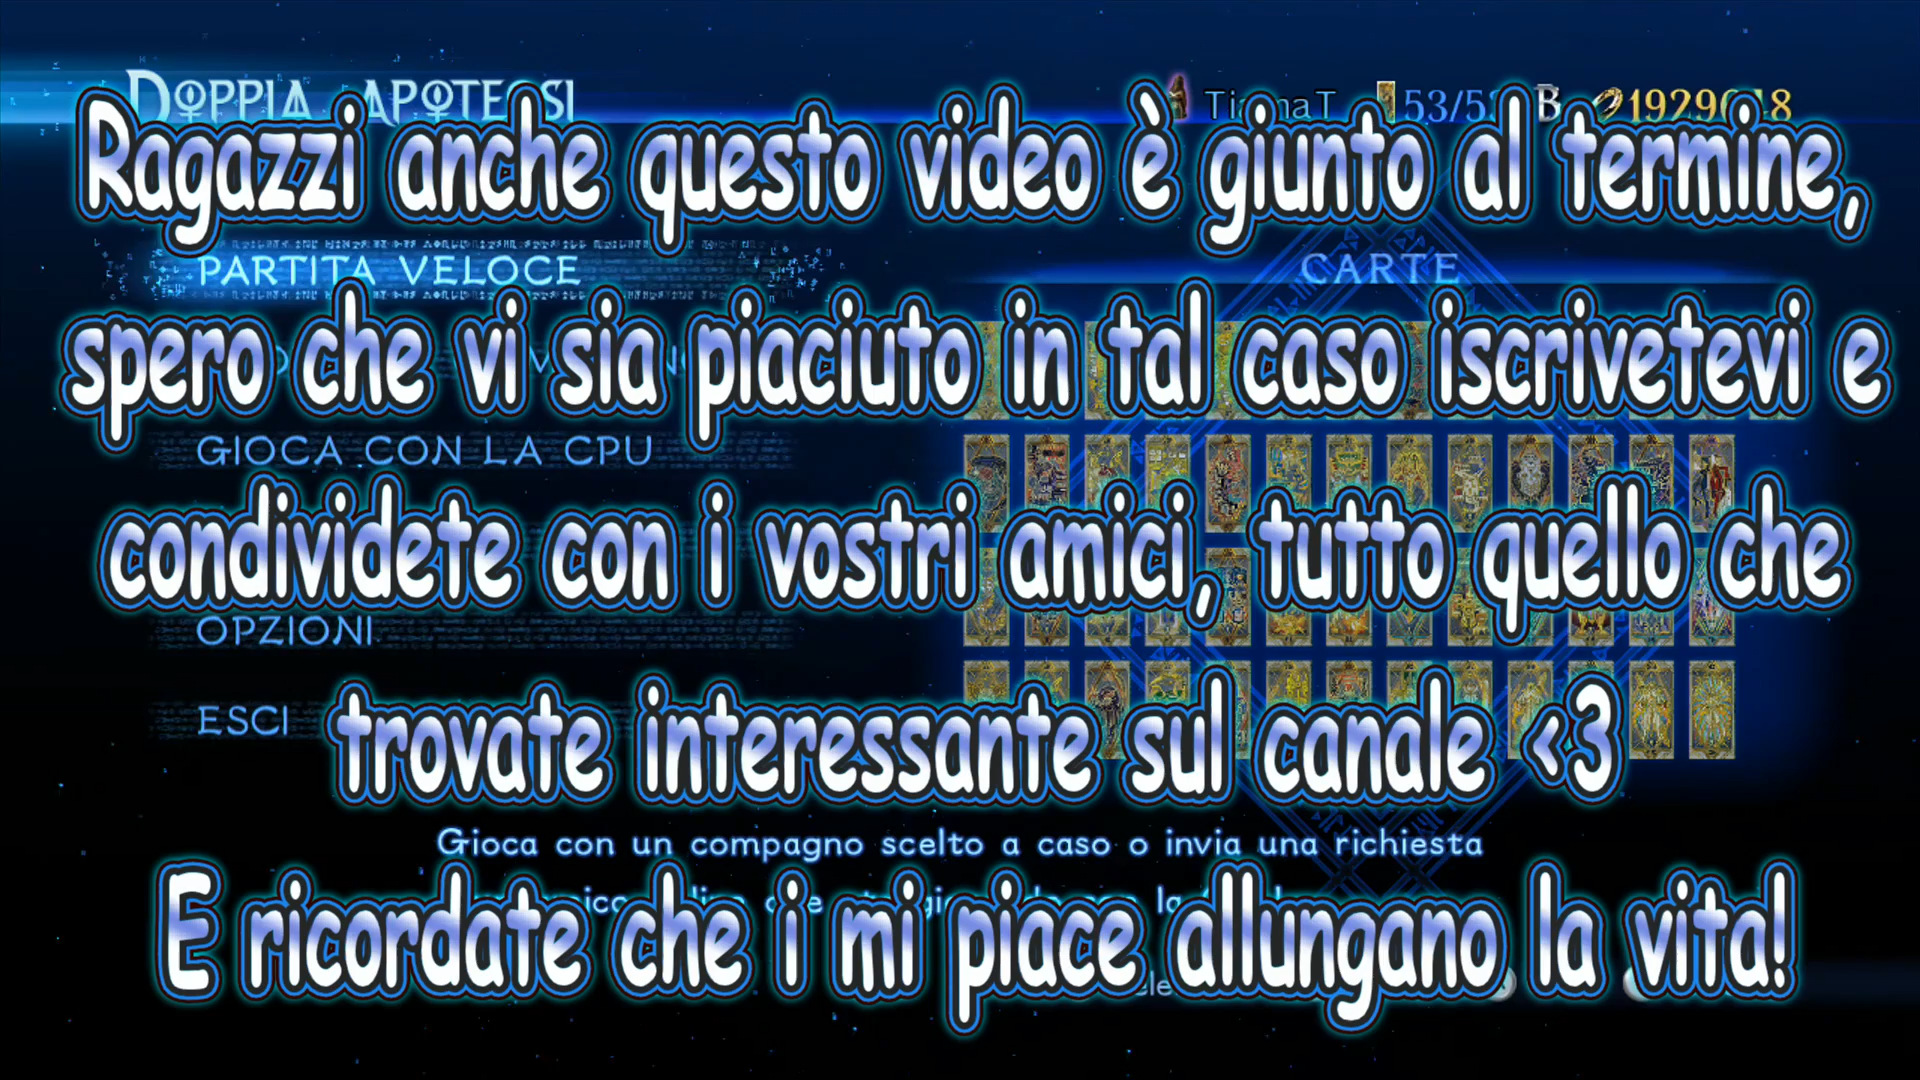 DOPPIA APOTEOSI
53/53 B
Ragazzi anche questo video è giunto al termine,
PARTITA VELOCE
CARTE
spero che vi sia piaciuto in tal caso iscrivetevi e
GIOCA CON LA CPU
condividete con i vostri amici, tutto quello che
OPZIONI
ESCI
trovate interessante sul canale <3
Gioca con un compagno scelto a caso o invia una richiesta
E ricordate che i mi piace allungano la vita!